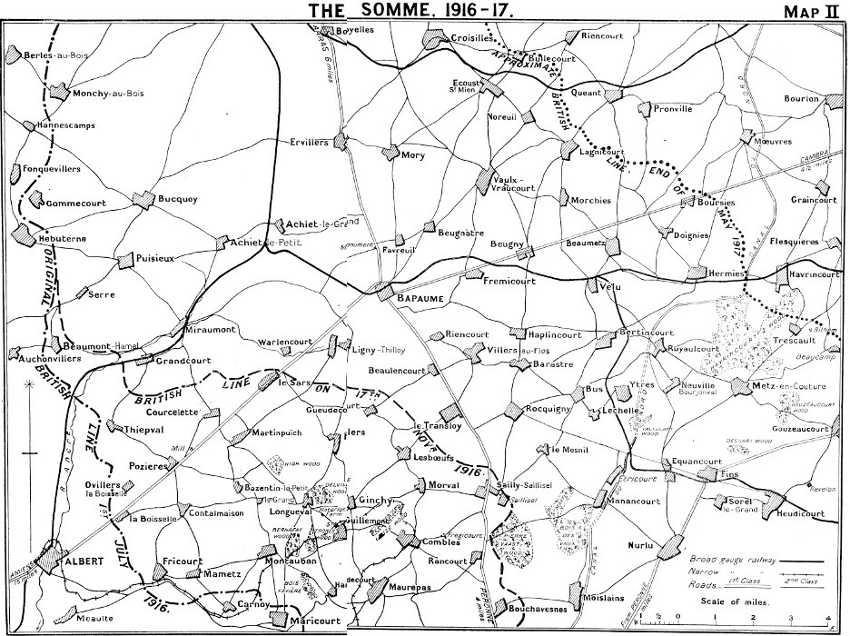 THE SOMME. 1916-17.
MAP II
Boyelles
Croisilles
Riencourt
Berles-au-Bois
ARRAS 8 miles
APPROXIMATE
Bullecourt
Monchy-au-Bois
Ecoust St Mien
Queant
Bourlon
Hannescamps
Noreuil
BRITISH
Pronville
Ervillers
Mory
Lagnicourt
Mœuvres
CAMBRAI
Fonquevillers
LINE
END OF
Vaulx-Vraucourt
Graincourt
Gommecourt
Bucquoy
Morchies
Boursies
MAY 1917
Achiet-le-Grand
Beugnatre
Hebuterne
Achiet-le-Petit
Favreuil
Beugny
Beaumetz
Doignies
Flesquieres
ORIGINAL
Puisieux
Fremicourt
Velu
Hermies
Havrincourt
Serre
BAPAUME
Miraumont
Riencourt
Haplincourt
Bertincourt
Trescault
Beaumont-Hamel
Warlencourt
Ligny-Thilloy
Villers-au-Flos
Ruyaulcourt
Beaucamp
Auchonvillers
Grandcourt
Beaulencourt
Barastre
BRITISH
BRITISH LINE ON 17TH
le Sars
Bus
Ytres
Neuville Bourjonval
Metz-en-Couture
Courcelette
Gueudecourt
Rocquigny
Lechelle
GOUZEAUCOURT WOOD
LINE
Thiepval
le Transloy
NOVR
Gouzeaucourt
Martinpuich
lers
Mill
le Mesnil
Pozieres
HIGH WOOD
Lesbœufs
1916.
Equancourt
Fins
Ovillers la Boisselle
Bazentin-le-Petit
le Grand
Morval
Sailly-Saillisel
Saillisel
Etricourt
Manancourt
Revelon
Sorel le-Grand
1st
la Boisselle
Contalmaison
Longueval
Ginchy
Heudicourt
Guillemont
JULY
ALBERT
Combles
Nurlu
Fricourt
Montauban
Fregicourt
Mametz
Rancourt
Broad gauge railway
Narrow
Roads 1st Class 2nd Class
Hardecourt
Maurepas
Moislains
Scale of miles.
1916.
Carnoy
Bouchavesnes
Meaulte
Maricourt
1 0 1 2 3 4